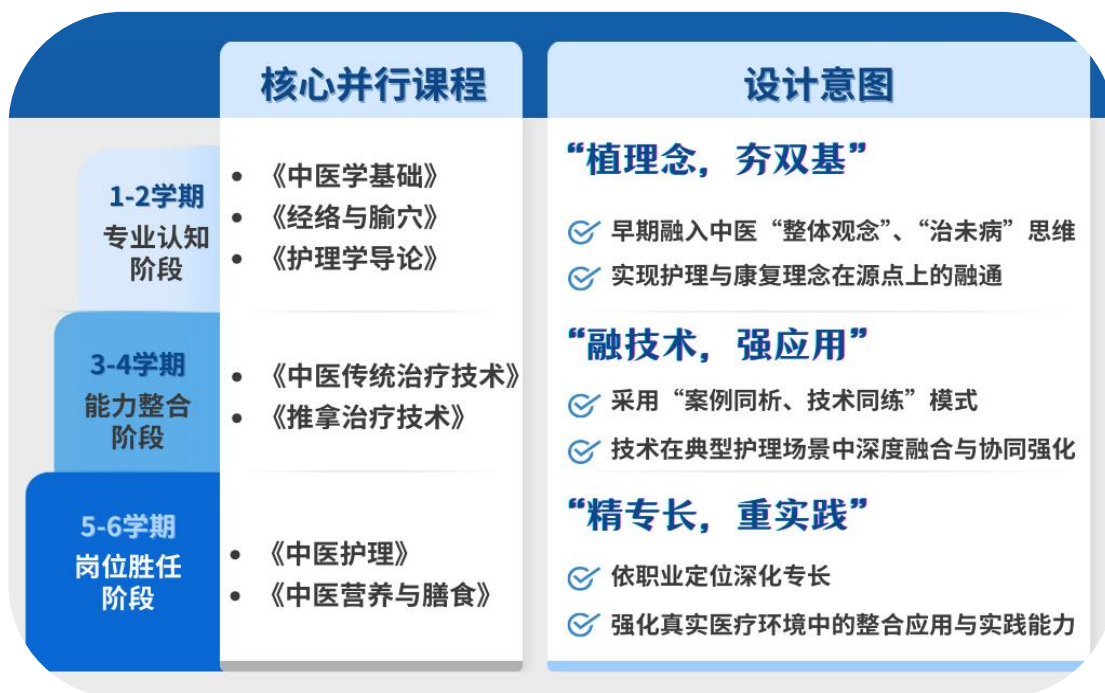 核心并行课程
设计意图
1-2学期
专业认知
阶段
• 《中医学基础》
• 《经络与腧穴》
• 《护理学导论》
“植理念，夯双基”
早期融入中医“整体观念”、“治未病”思维
实现护理与康复理念在源点上的融通
3-4学期
能力整合
阶段
• 《中医传统治疗技术》
• 《推拿治疗技术》
“融技术，强应用”
采用“案例同析、技术同练”模式
技术在典型护理场景中深度融合与协同强化
5-6学期
岗位胜任
阶段
• 《中医护理》
• 《中医营养与膳食》
“精专长，重实践”
依职业定位深化专长
强化真实医疗环境中的整合应用与实践能力